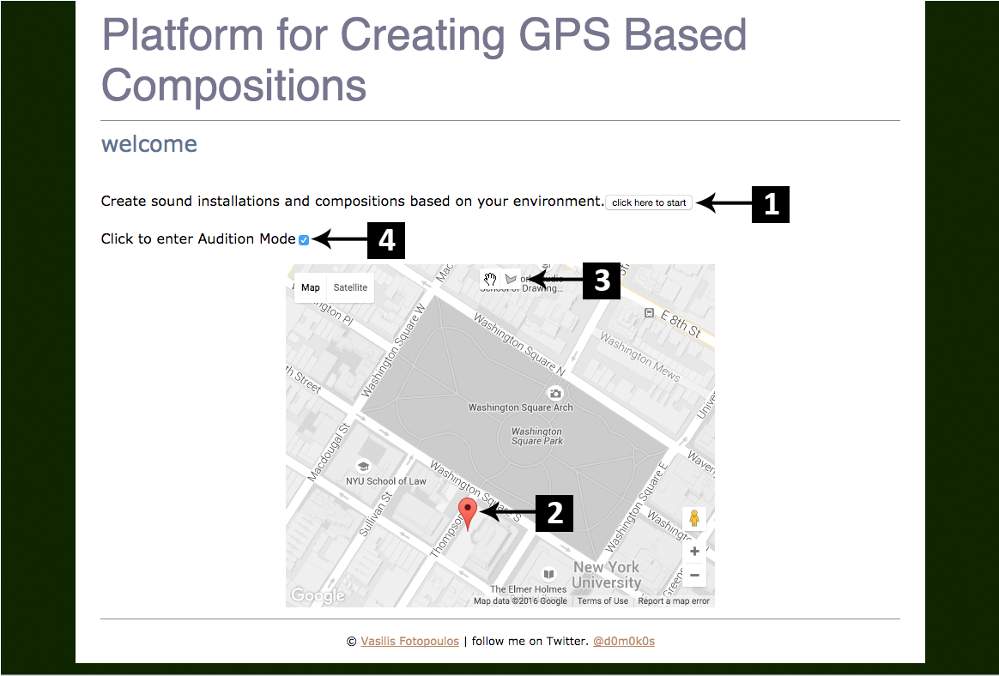 Platform for Creating GPS Based
Compositions
welcome
Create sound installations and compositions based on your environment. click here to start
1
Click to enter Audition Mode
4
3
Map Satellite
School of Drawing...
E 8th St
Washington Mews
Washington Square W
Washington Square N
Washington Square Arch
Washington
Square Park
Macdougal St
NYU School of Law
Washington Square S
Washington Square E
Sullivan St
Thompson
2
New York
University
The Elmer Holmes
Google
Map data ©2016 Google Terms of Use Report a map error
© Vasilis Fotopoulos | follow me on Twitter. @d0m0k0s